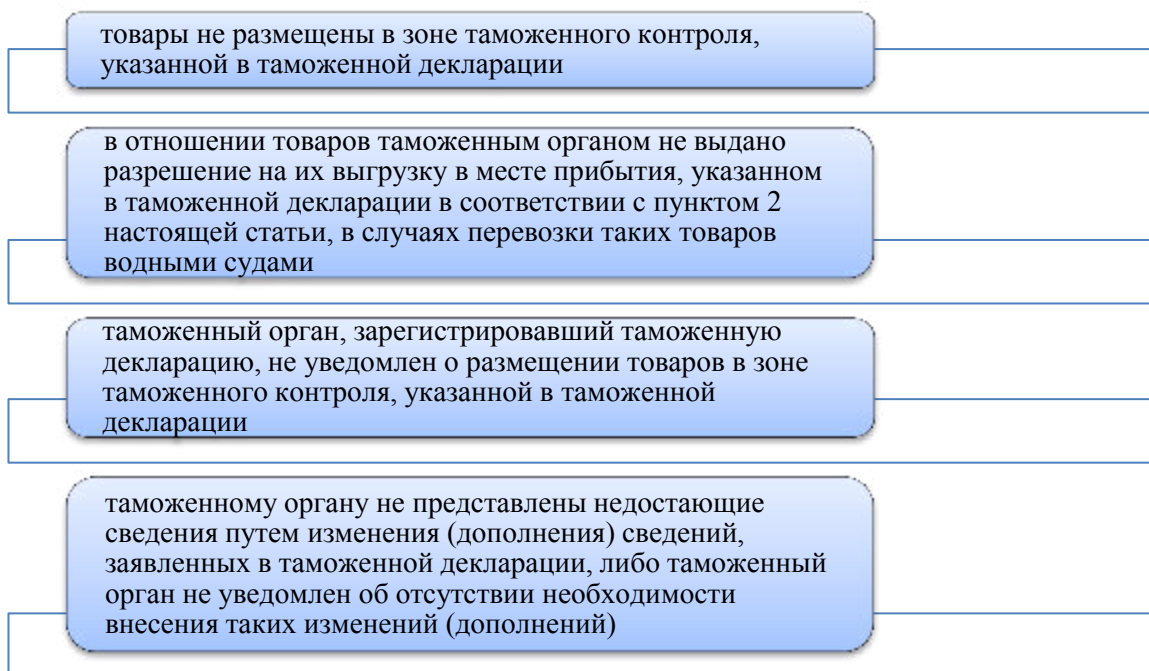 товары не размещены в зоне таможенного контроля,
указанной в таможенной декларации
в отношении товаров таможенным органом не выдано
разрешение на их выгрузку в месте прибытия, указанном
в таможенной декларации в соответствии с пунктом 2
настоящей статьи, в случаях перевозки таких товаров
водными судами
таможенный орган, зарегистрировавший таможенную
декларацию, не уведомлен о размещении товаров в зоне
таможенного контроля, указанной в таможенной
декларации
таможенному органу не представлены недостающие
сведения путем изменения (дополнения) сведений,
заявленных в таможенной декларации, либо таможенный
орган не уведомлен об отсутствии необходимости
внесения таких изменений (дополнений)